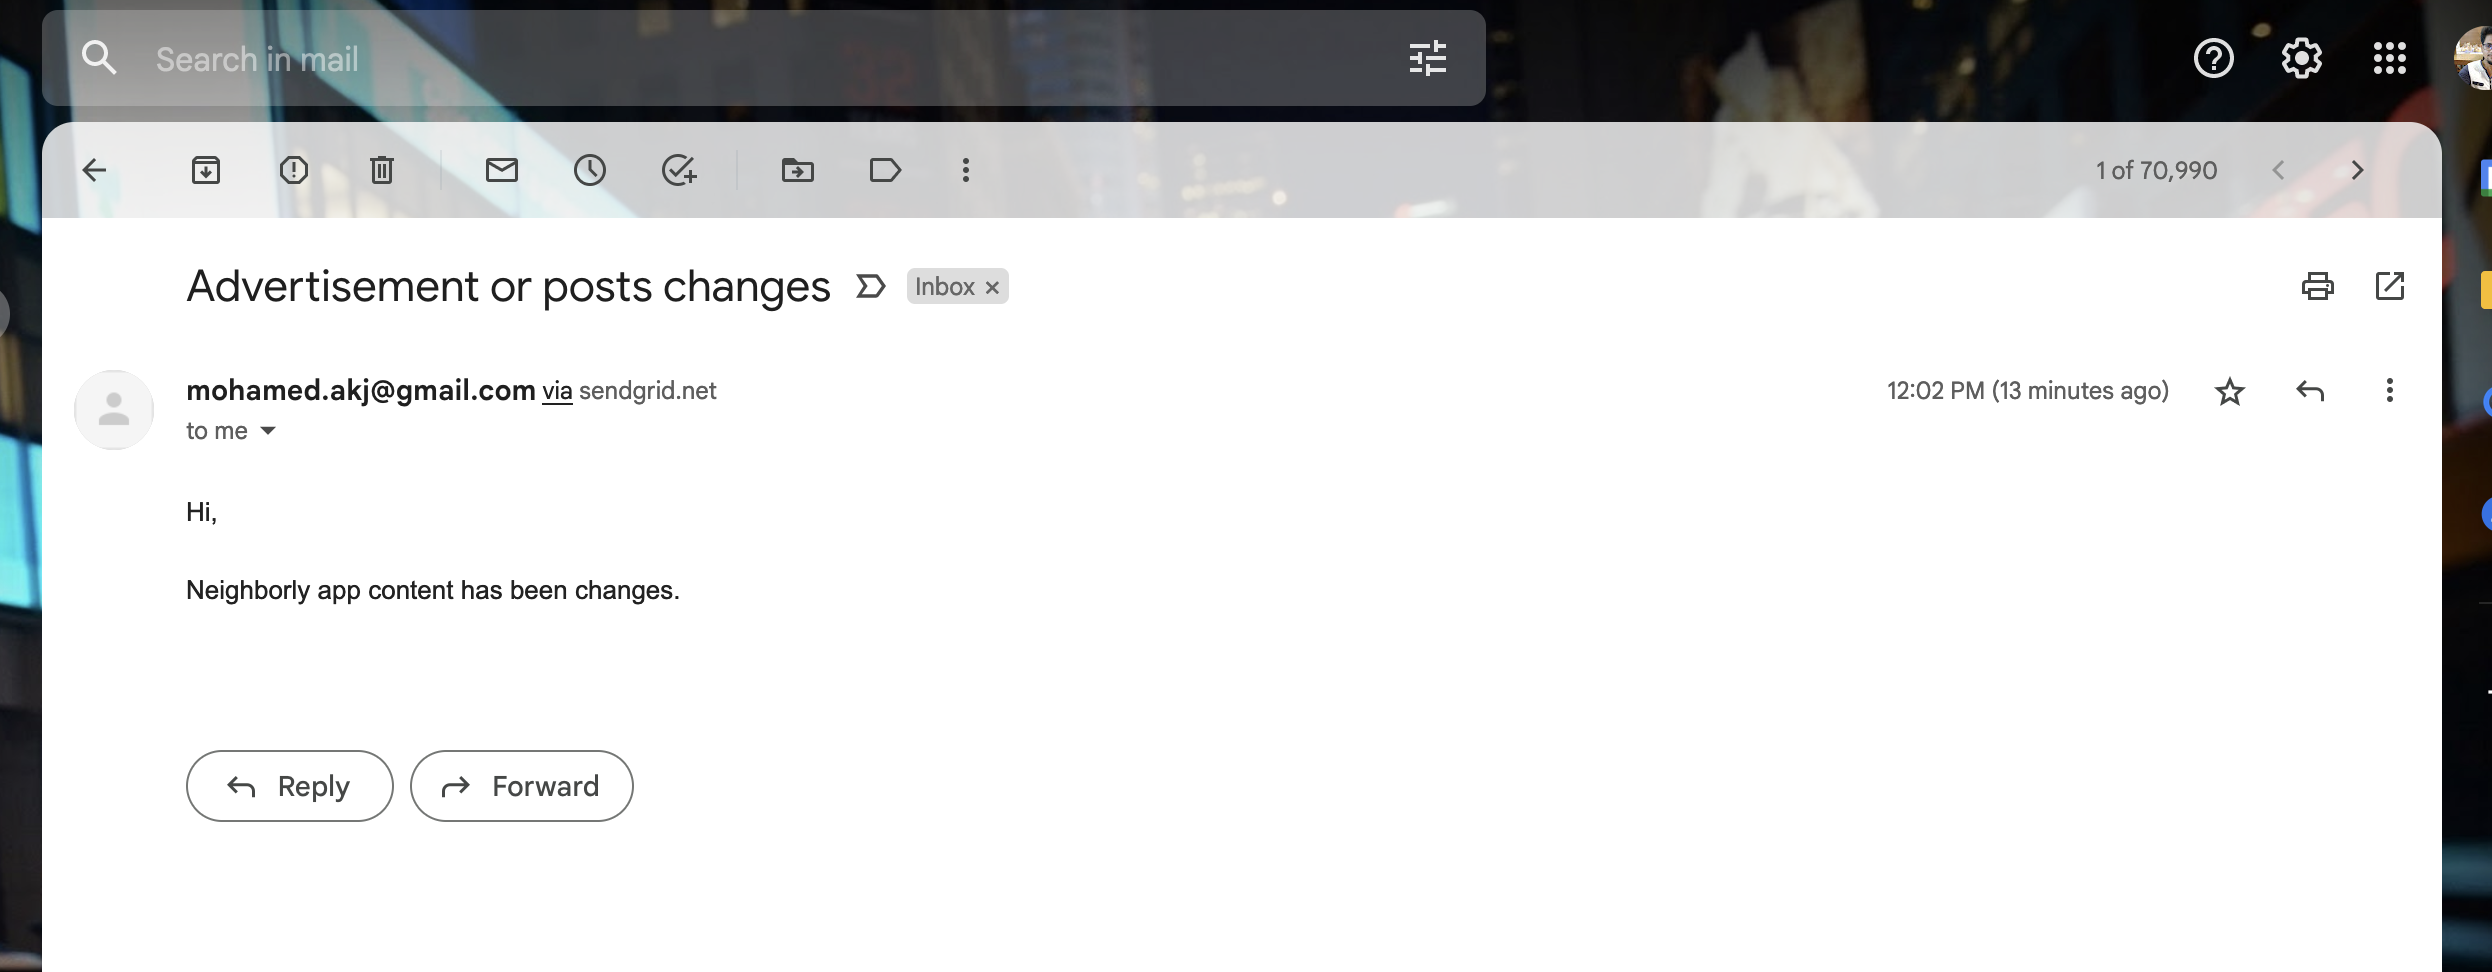 Search in mail
1 of 70,990
Advertisement or posts changes Inbox ×
mohamed.akj@gmail.com via sendgrid.net 12:02 PM (13 minutes ago)
to me
Hi,
Neighborly app content has been changes.
Reply Forward